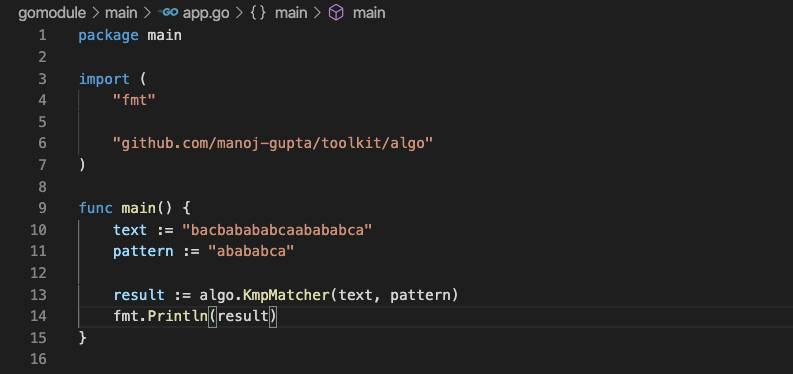 gomodule > main > GO app.go > {} main > main
1 package main
2
3 import (
4 "fmt"
5
6 "github.com/manoj-gupta/toolkit/algo"
7 )
8
9 func main() {
10 text := "bacbabababcaabababca"
11 pattern := "abababca"
12
13 result := algo.KmpMatcher(text, pattern)
14 fmt.Println(result)
15 }
16